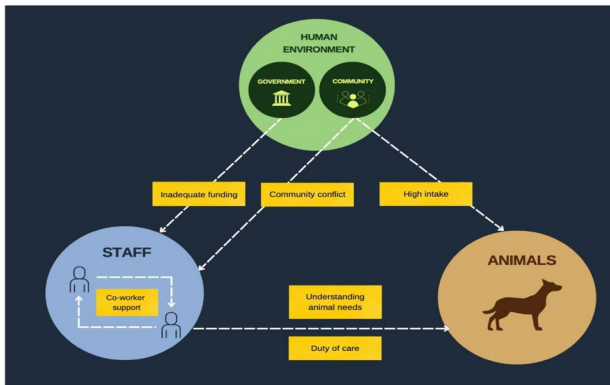 HUMAN
ENVIRONMENT
GOVERNMENT
COMMUNITY
Inadequate funding
Community conflict
High intake
STAFF
Co-worker
support
Understanding
animal needs
Duty of care
ANIMALS